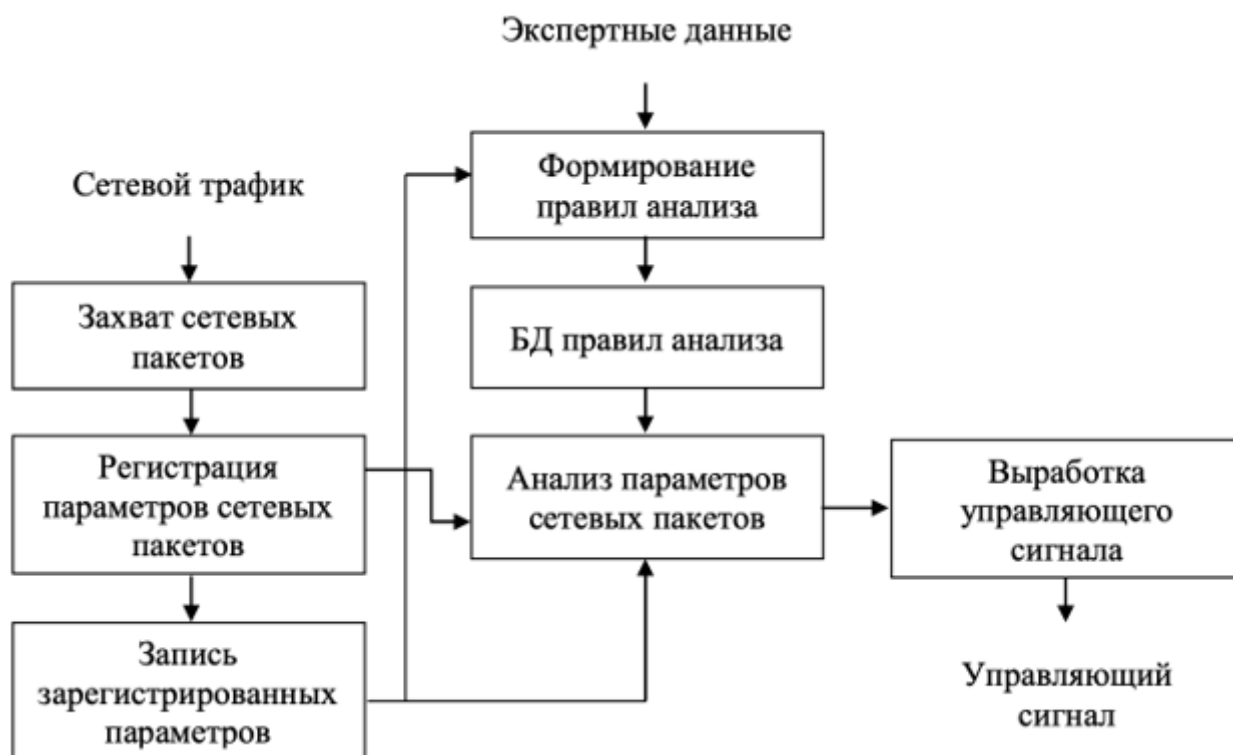 Экспертные данные
Сетевой трафик
Формирование
правил анализа
Захват сетевых
пакетов
БД правил анализа
Регистрация
параметров сетевых
пакетов
Анализ параметров
сетевых пакетов
Выработка
управляющего
сигнала
Запись
зарегистрированных
параметров
Управляющий
сигнал